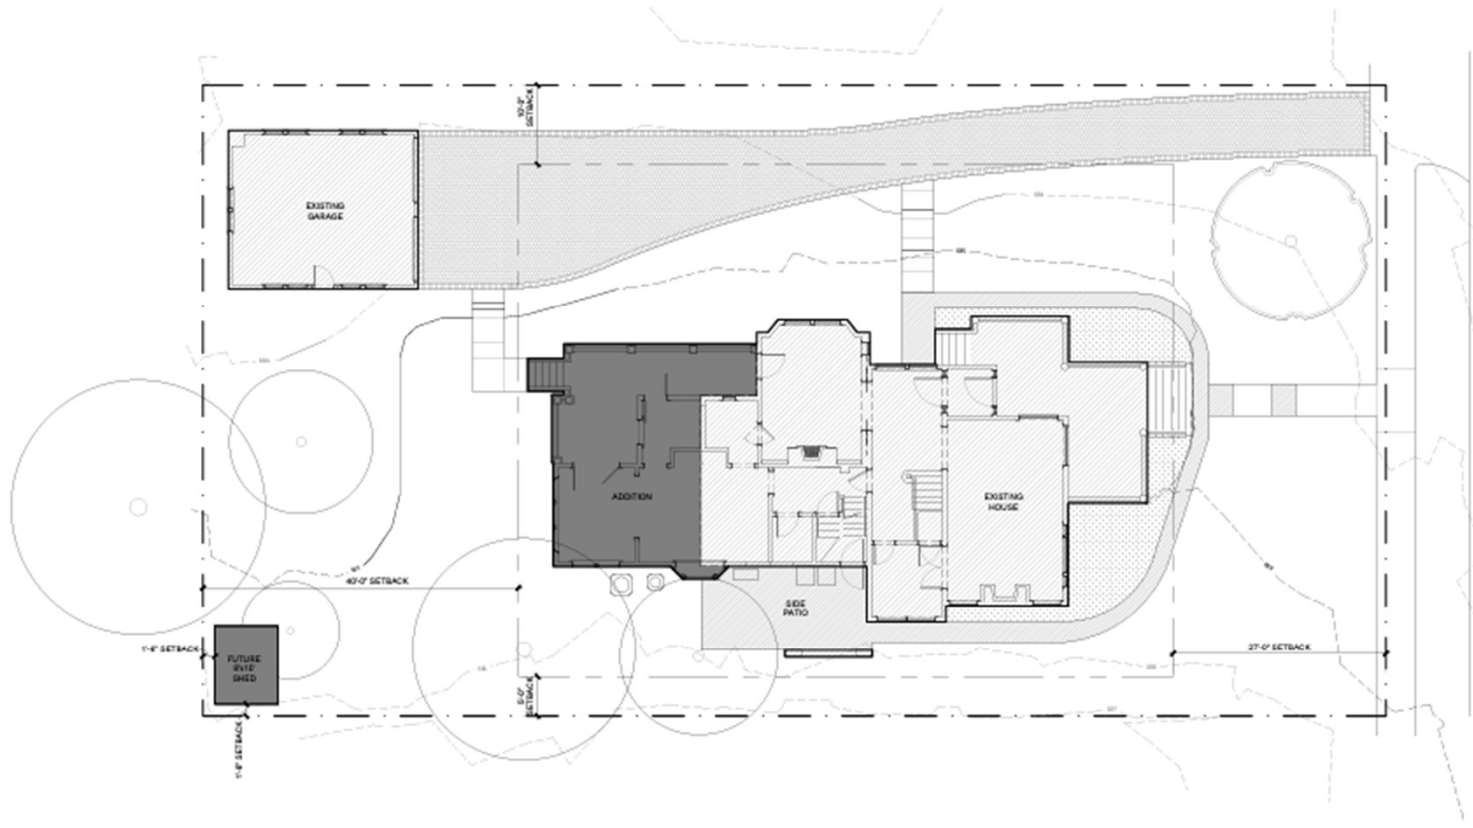 10'-0"
SETBACK
EXISTING
GARAGE
ADDITION
EXISTING
HOUSE
40'-0" SETBACK
SIDE
PATIO
1'-6" SETBACK
FUTURE
8'x10'
SHED
27'-0" SETBACK
5'-0"
SETBACK
1'-6" SETBACK